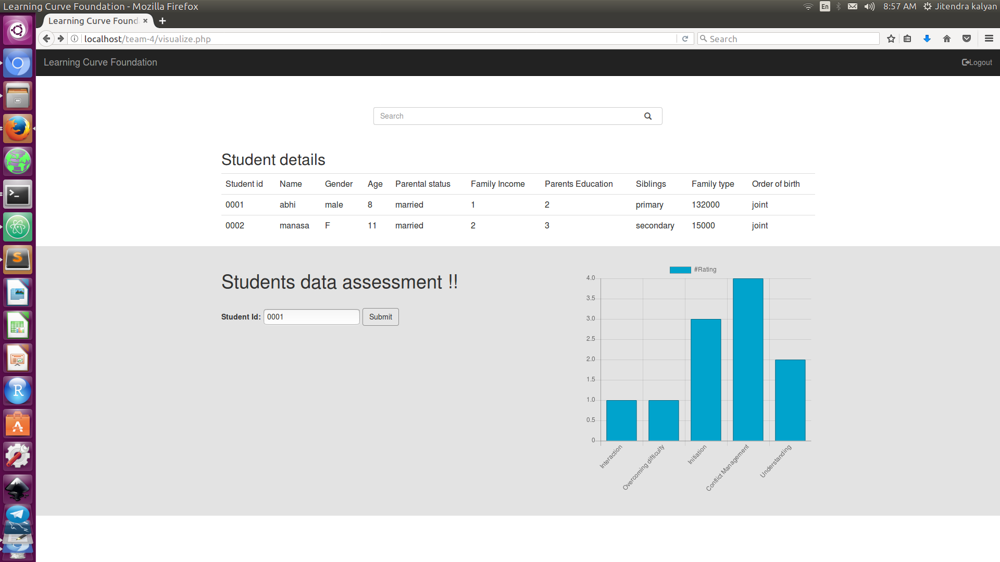 Learning Curve Foundation - Mozilla Firefox
En
8:57 AM
Jitendra kalyan
Learning Curve Found
localhost/team-4/visualize.php
Search
Learning Curve Foundation
Logout
Search
Student details
Student id Name Gender Age Parental status Family Income Parents Education Siblings Family type Order of birth
0001 abhi male 8 married 1 2 primary 132000 joint
0002 manasa F 11 married 2 3 secondary 15000 joint
Students data assessment !!
Student Id: 0001 Submit
#Rating
4.0
3.5
3.0
2.5
2.0
1.5
1.0
0.5
0
Interaction
Overcoming difficulty
Initiation
Conflict Management
Understanding
S
R
A